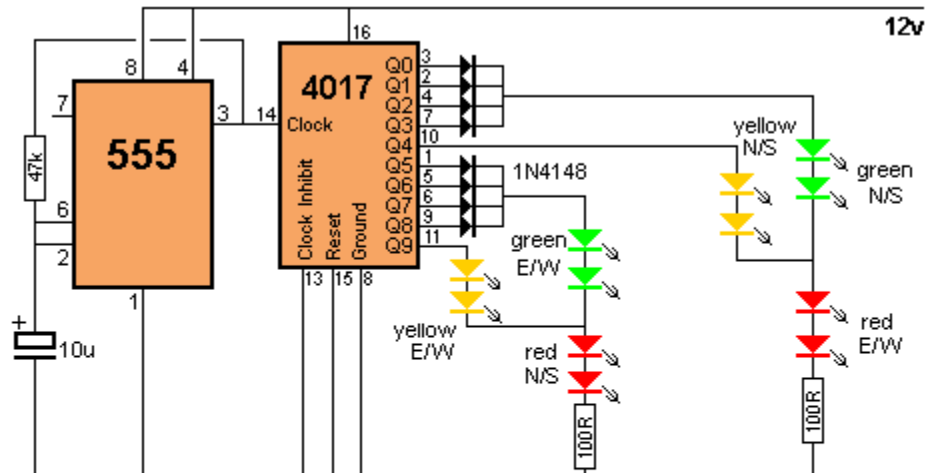 12v
16
8
4
7
3
14
555
47k
6
2
1
+
10u
4017
Clock
Clock Inhibit
Reset
Ground
13
15
8
Q0
Q1
Q2
Q3
Q4
Q5
Q6
Q7
Q8
Q9
3
2
4
7
10
1
5
6
9
11
1N4148
yellow
N/S
green
N/S
green
E/W
yellow
E/W
red
N/S
red
E/W
100R
100R